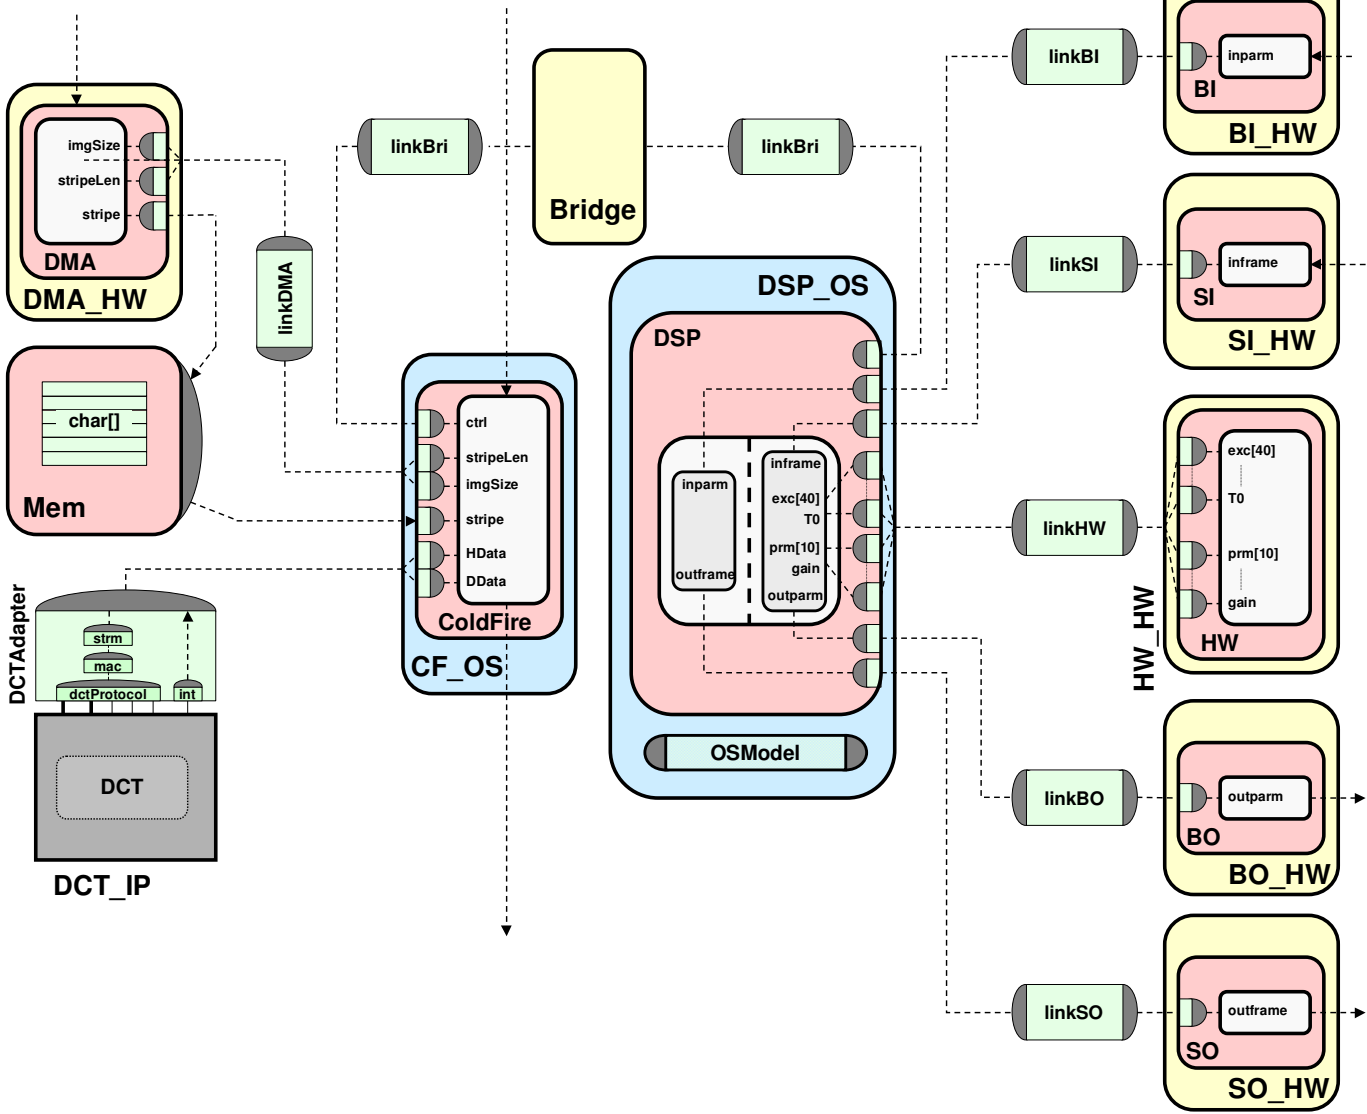 imgSize
stripeLen
stripe
DMA
DMA_HW
linkDMA
char[]
Mem
DCTAdapter
strm
mac
dctProtocol
int
DCT
DCT_IP
linkBri
Bridge
linkBri
ctrl
stripeLen
imgSize
stripe
HData
DData
ColdFire
CF_OS
DSP_OS
DSP
inparm
outframe
inframe
exc[40]
T0
prm[10]
gain
outparm
OSModel
linkBI
inparm
BI
BI_HW
linkSI
inframe
SI
SI_HW
linkHW
exc[40]
T0
prm[10]
gain
HW
HW_HW
linkBO
outparm
BO
BO_HW
linkSO
outframe
SO
SO_HW